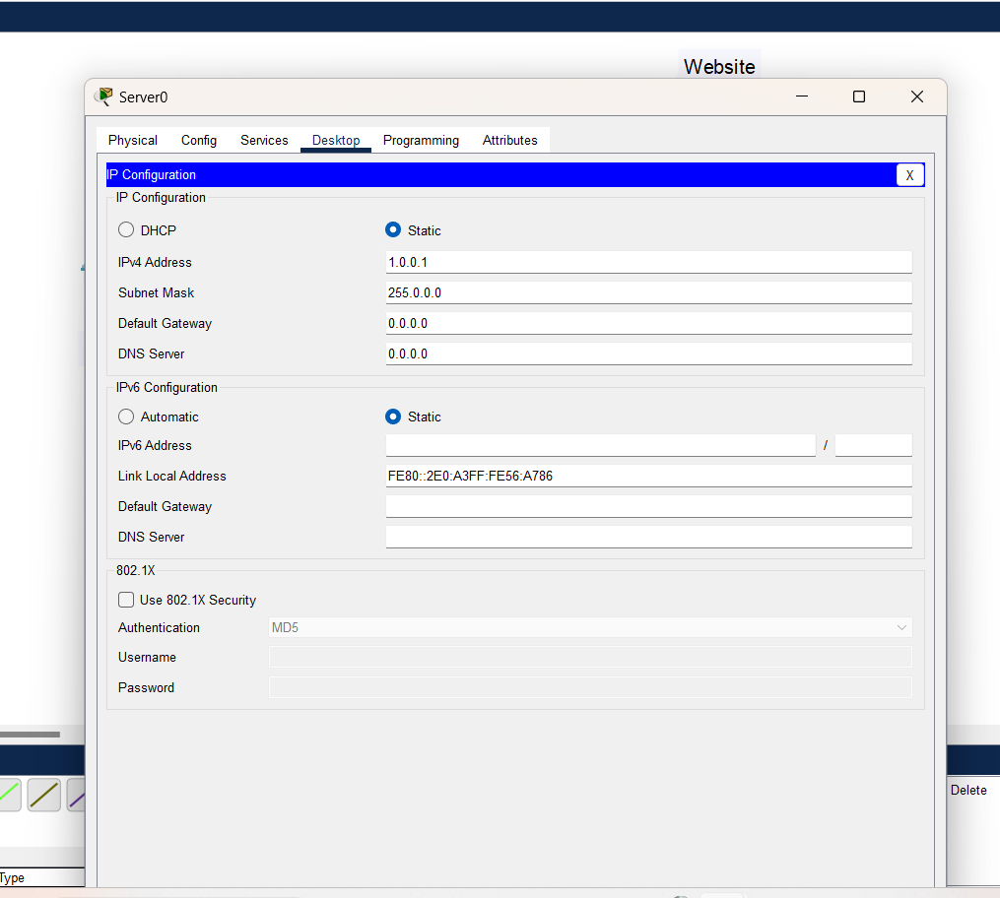 Website
Server0
Physical Config Services Desktop Programming Attributes
IP Configuration X
IP Configuration
DHCP Static
IPv4 Address 1.0.0.1
Subnet Mask 255.0.0.0
Default Gateway 0.0.0.0
DNS Server 0.0.0.0
IPv6 Configuration
Automatic Static
IPv6 Address /
Link Local Address FE80::2E0:A3FF:FE56:A786
Default Gateway
DNS Server
802.1X
Use 802.1X Security
Authentication MD5
Username
Password
Delete
Type